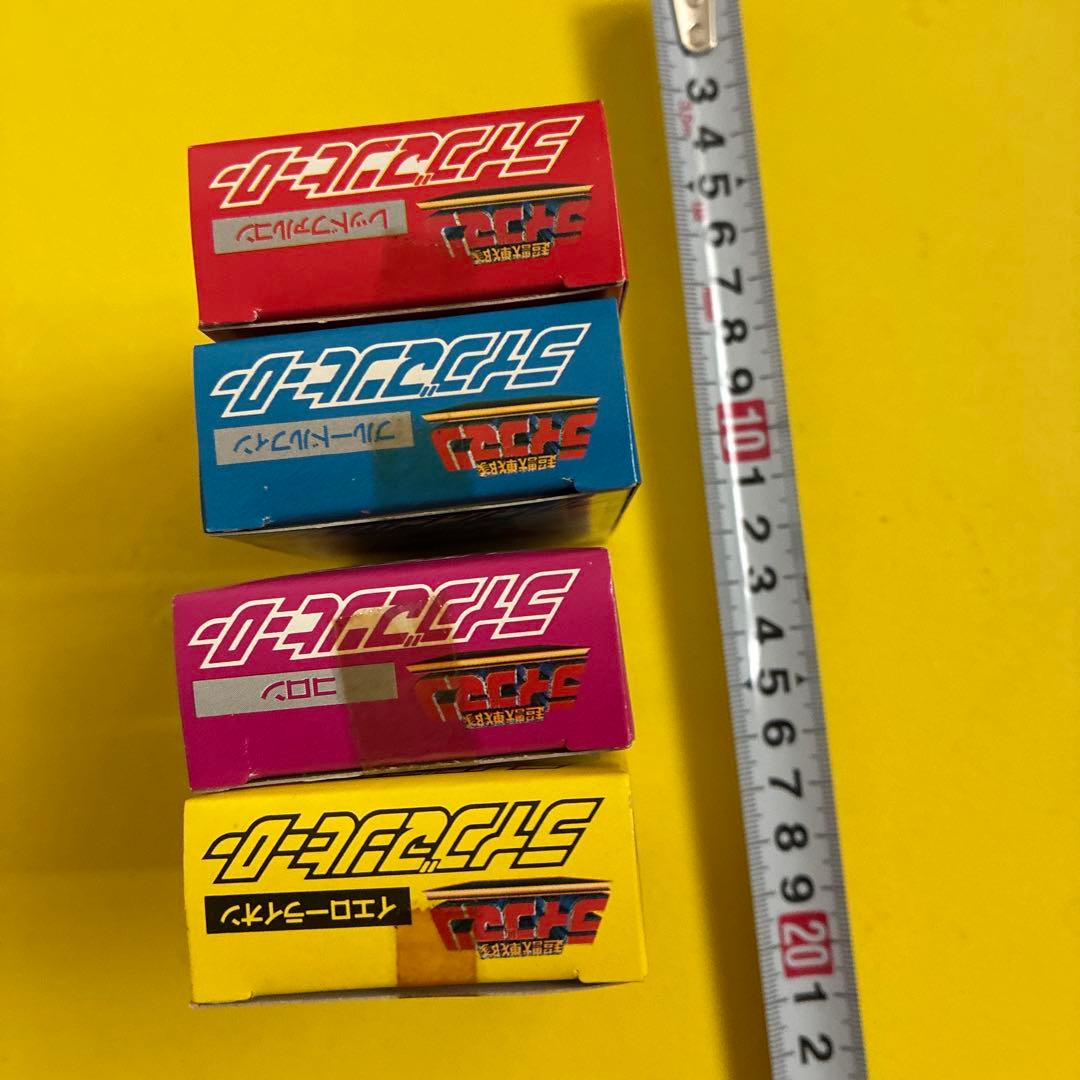 ライブマンヒーロー
レッドファルコン
超獣戦隊
ライブマン
ライブマンヒーロー
ブルードルフィン
超獣戦隊
ライブマン
ライブマンヒーロー
コロン
超獣戦隊
ライブマン
ライブマンヒーロー
イエローライオン
超獣戦隊
ライブマン
3
4
5
6
7
8
9
10
1
2
3
4
5
6
7
8
9
20
1
2